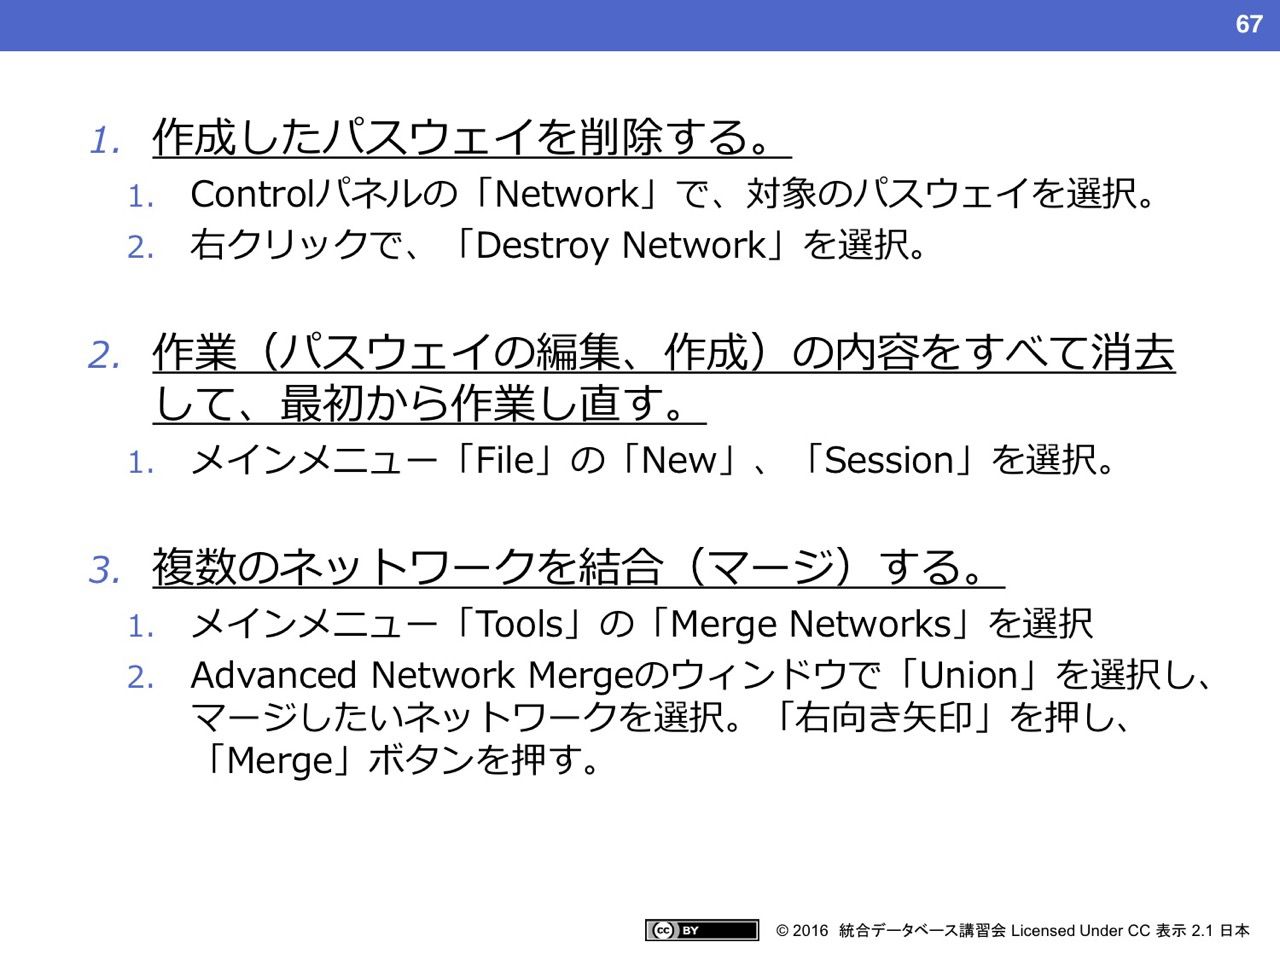 67
1. 作成したパスウェイを削除する。
1. Controlパネルの「Network」で、対象のパスウェイを選択。
2. 右クリックで、「Destroy Network」を選択。
2. 作業（パスウェイの編集、作成）の内容をすべて消去
して、最初から作業し直す。
1. メインメニュー「File」の「New」、「Session」を選択。
3. 複数のネットワークを結合（マージ）する。
1. メインメニュー「Tools」の「Merge Networks」を選択
2. Advanced Network Mergeのウィンドウで「Union」を選択し、
マージしたいネットワークを選択。「右向き矢印」を押し、
「Merge」ボタンを押す。
cc BY © 2016 統合データベース講習会 Licensed Under CC 表示 2.1 日本